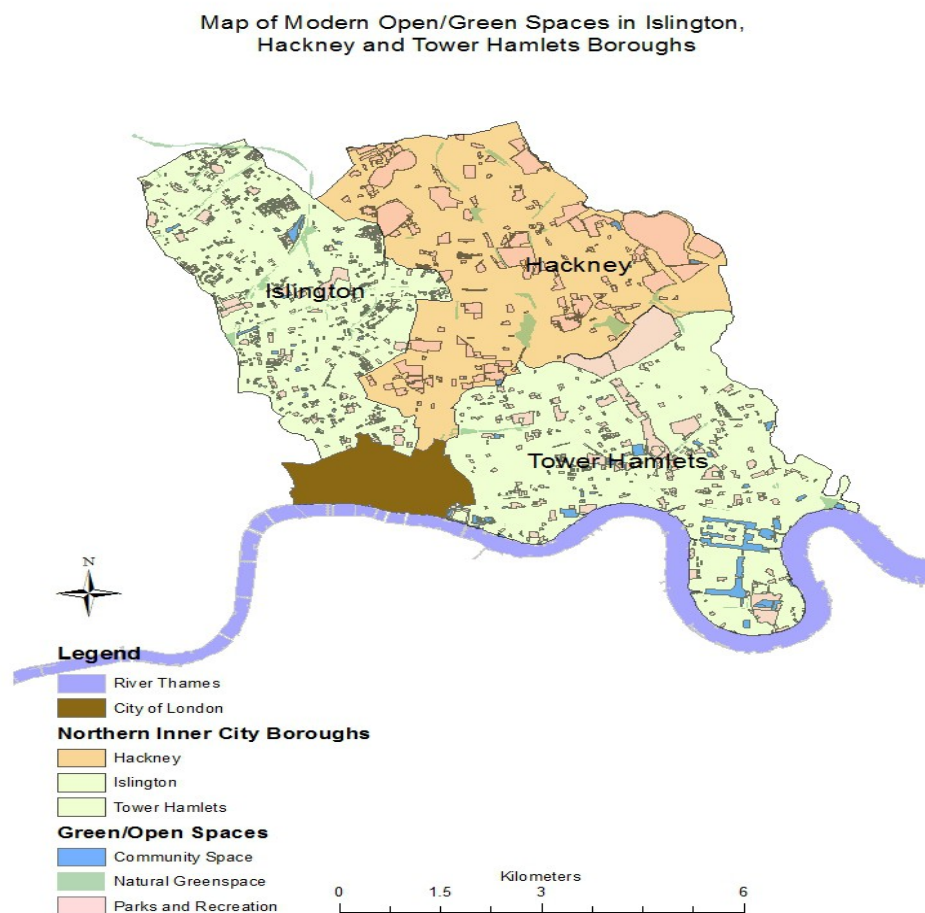 Map of Modern Open/Green Spaces in Islington,
Hackney and Tower Hamlets Boroughs
Hackney
Islington
Tower Hamlets
N
Legend
River Thames
City of London
Northern Inner City Boroughs
Hackney
Islington
Tower Hamlets
Green/Open Spaces
Community Space
Natural Greenspace
Parks and Recreation
Kilometers
0 1.5 3 6